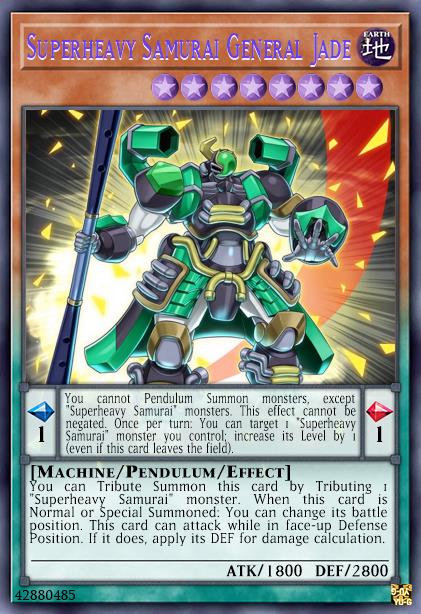 Superheavy Samurai General Jade
EARTH
地
You cannot Pendulum Summon monsters, except
"Superheavy Samurai" monsters. This effect cannot be
negated. Once per turn: You can target 1 "Superheavy
Samurai" monster you control; increase its Level by 1
(even if this card leaves the field).
1
1
[Machine/Pendulum/Effect]
You can Tribute Summon this card by Tributing 1
"Superheavy Samurai" monster. When this card is
Normal or Special Summoned: You can change its battle
position. This card can attack while in face-up Defense
Position. If it does, apply its DEF for damage calculation.
ATK/1800 DEF/2800
42880485